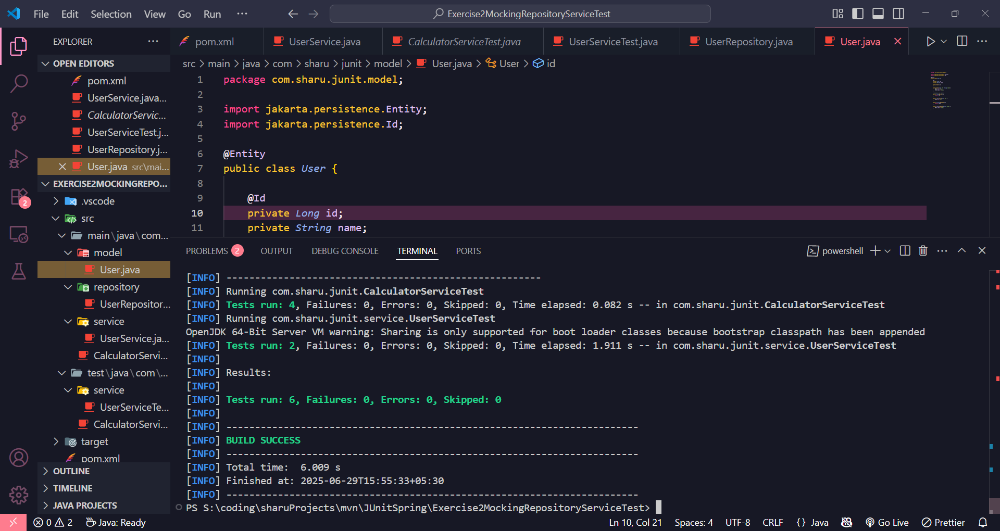 File Edit Selection View Go Run ··· Exercise2MockingRepositoryServiceTest
EXPLORER ···
OPEN EDITORS
pom.xml
UserService.java...
CalculatorServic...
UserServiceTest.j...
UserRepository.j...
User.java src\mai...
EXERCISE2MOCKINGREPO...
.vscode
src
main\java\com...
model
User.java
repository
UserRepositor...
service
UserService.ja...
CalculatorServi...
test\java\com\...
service
UserServiceTe...
CalculatorServi...
target
pom.xml
OUTLINE
TIMELINE
JAVA PROJECTS
2
pom.xml UserService.java CalculatorServiceTest.java UserServiceTest.java UserRepository.java User.java
src > main > java > com > sharu > junit > model > User.java > User > id
1 package com.sharu.junit.model;
2
3 import jakarta.persistence.Entity;
4 import jakarta.persistence.Id;
5
6 @Entity
7 public class User {
8
9 @Id
10 private Long id;
11 private String name;
PROBLEMS 2 OUTPUT DEBUG CONSOLE TERMINAL PORTS powershell
[INFO] -------------------------------------------------------
[INFO] Running com.sharu.junit.CalculatorServiceTest
[INFO] Tests run: 4, Failures: 0, Errors: 0, Skipped: 0, Time elapsed: 0.082 s -- in com.sharu.junit.CalculatorServiceTest
[INFO] Running com.sharu.junit.service.UserServiceTest
OpenJDK 64-Bit Server VM warning: Sharing is only supported for boot loader classes because bootstrap classpath has been appended
[INFO] Tests run: 2, Failures: 0, Errors: 0, Skipped: 0, Time elapsed: 1.911 s -- in com.sharu.junit.service.UserServiceTest
[INFO]
[INFO] Results:
[INFO]
[INFO] Tests run: 6, Failures: 0, Errors: 0, Skipped: 0
[INFO]
[INFO] ------------------------------------------------------------------------
[INFO] BUILD SUCCESS
[INFO] ------------------------------------------------------------------------
[INFO] Total time:  6.009 s
[INFO] Finished at: 2025-06-29T15:55:33+05:30
[INFO] ------------------------------------------------------------------------
PS S:\coding\sharuProjects\mvn\JUnitSpring\Exercise2MockingRepositoryServiceTest>
0 2 Java: Ready Ln 10, Col 21 Spaces: 4 UTF-8 CRLF {} Java Go Live Prettier